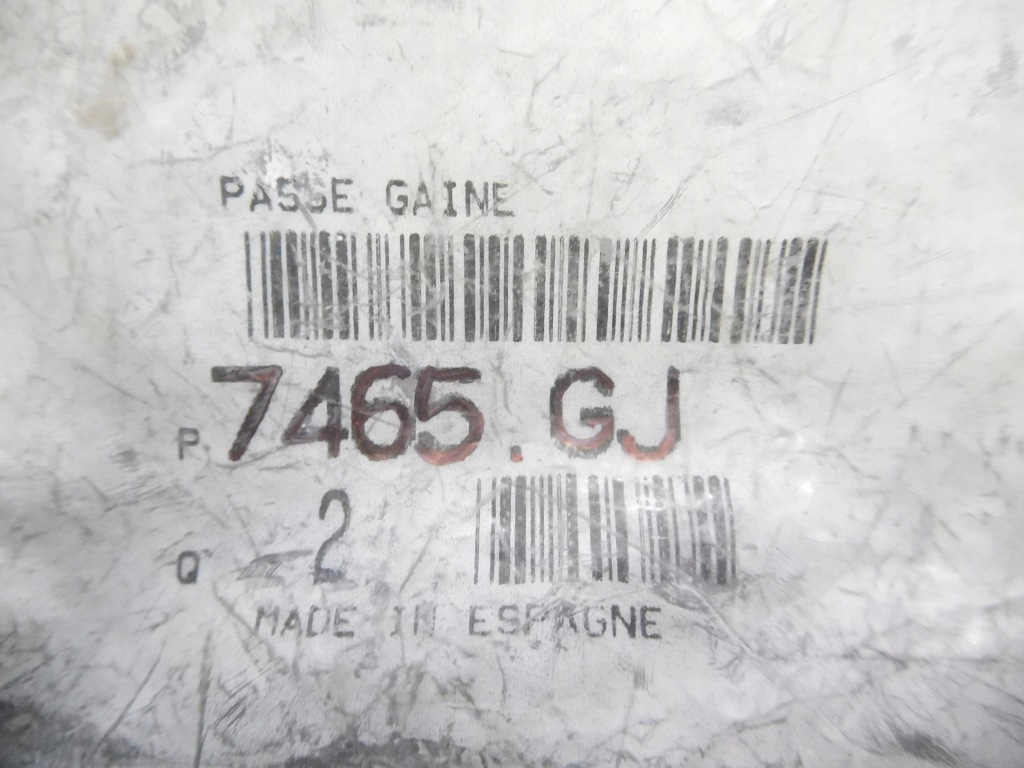 PASSE GAINE
P. 7465.GJ
Q 2
MADE IN ESPAGNE